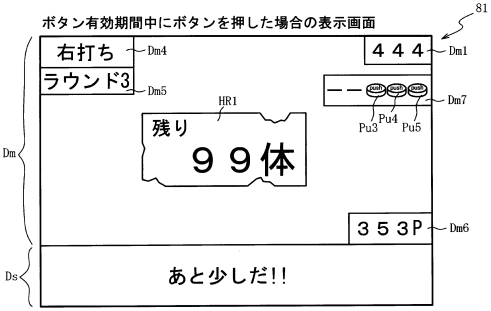 ボタン有効期間中にボタンを押した場合の表示画面
81
右打ち
Dm4
444
Dm1
ラウンド3
Dm5
－－ push push push
Dm7
Pu3
Pu4
Pu5
HR1
残り
99体
Dm
353P
Dm6
Ds
あと少しだ!!